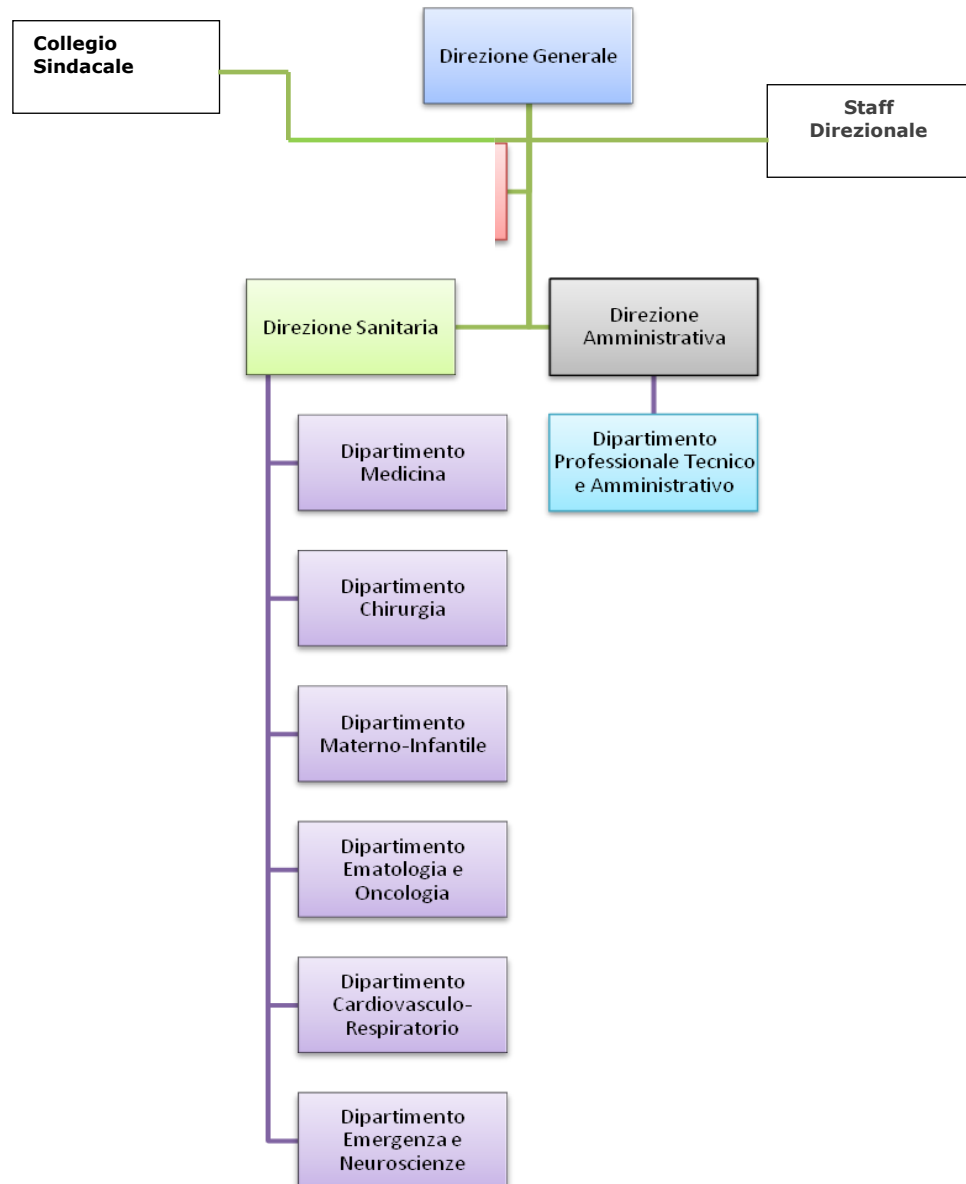 Collegio
Sindacale
Direzione Generale
Staff
Direzionale
Direzione Sanitaria
Direzione
Amministrativa
Dipartimento
Medicina
Dipartimento
Professionale Tecnico
e Amministrativo
Dipartimento
Chirurgia
Dipartimento
Materno-Infantile
Dipartimento
Ematologia e
Oncologia
Dipartimento
Cardiovasculo-
Respiratorio
Dipartimento
Emergenza e
Neuroscienze